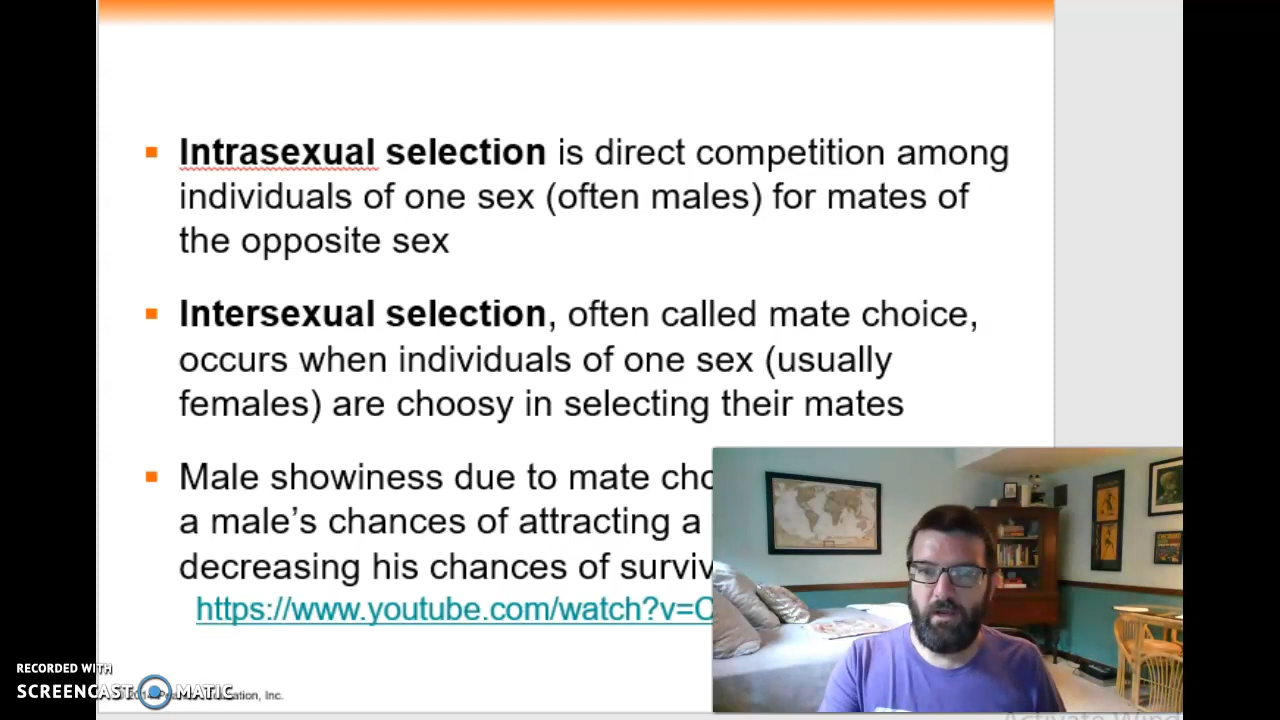 Intrasexual selection is direct competition among
individuals of one sex (often males) for mates of
the opposite sex
Intersexual selection, often called mate choice,
occurs when individuals of one sex (usually
females) are choosy in selecting their mates
Male showiness due to mate
a male's chances of attracting a
decreasing his chances of
https://www.youtube.com/watch?v=
RECORDED WITH
SCREENCAST MATIC
Inc.